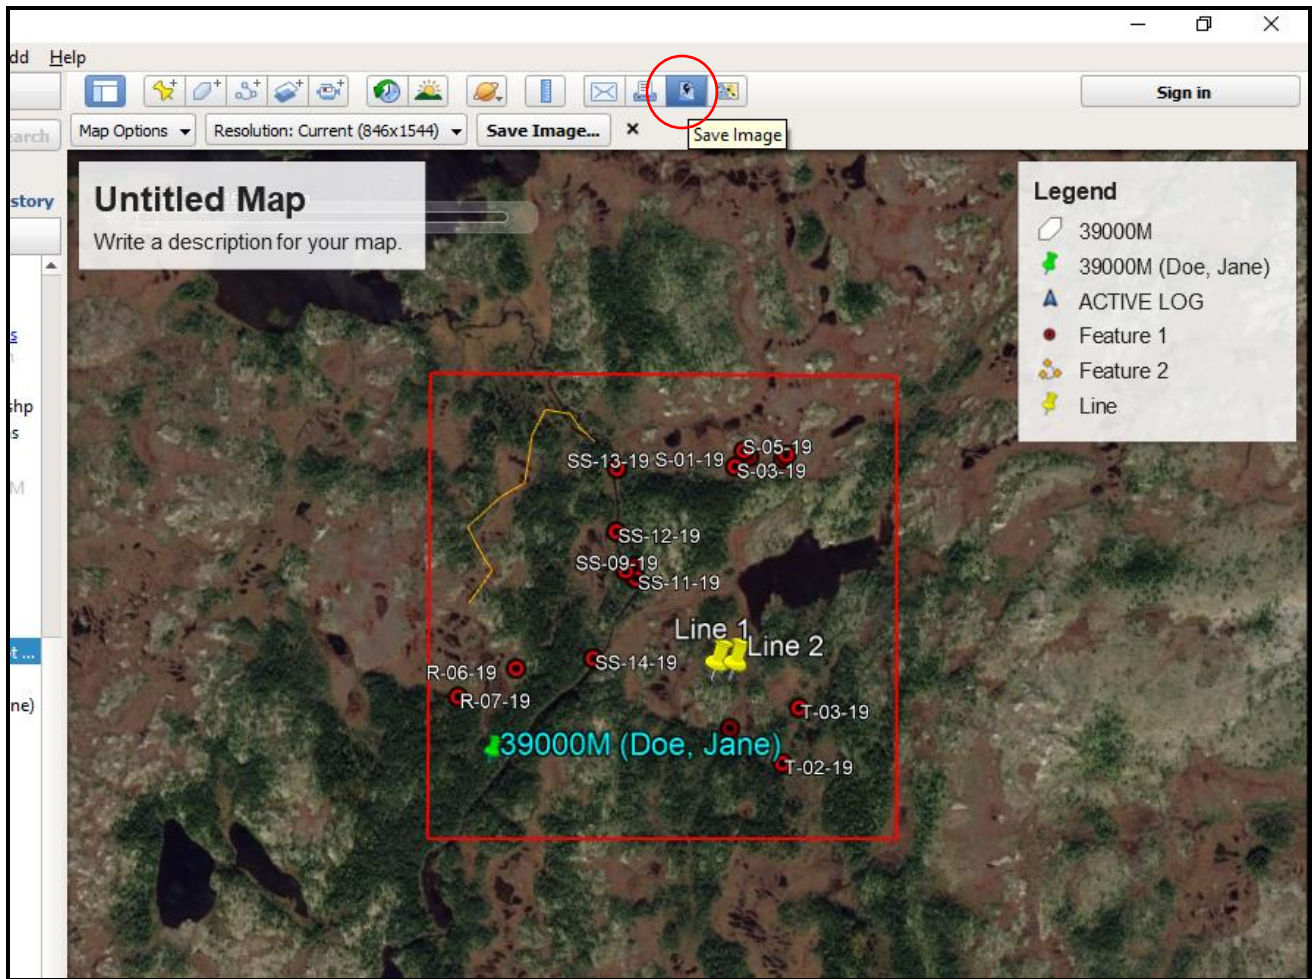 dd Help
Sign in
arch
Map Options
Resolution: Current (846x1544)
Save Image...
Save Image
story
Untitled Map
Write a description for your map.
Legend
39000M
39000M (Doe, Jane)
ACTIVE LOG
Feature 1
Feature 2
Line
s
shp
s
M
t ...
ne)
SS-13-19
S-01-19
S-05-19
S-03-19
SS-12-19
SS-09-19
SS-11-19
Line 1
Line 2
SS-14-19
R-06-19
R-07-19
T-03-19
39000M (Doe, Jane)
T-02-19